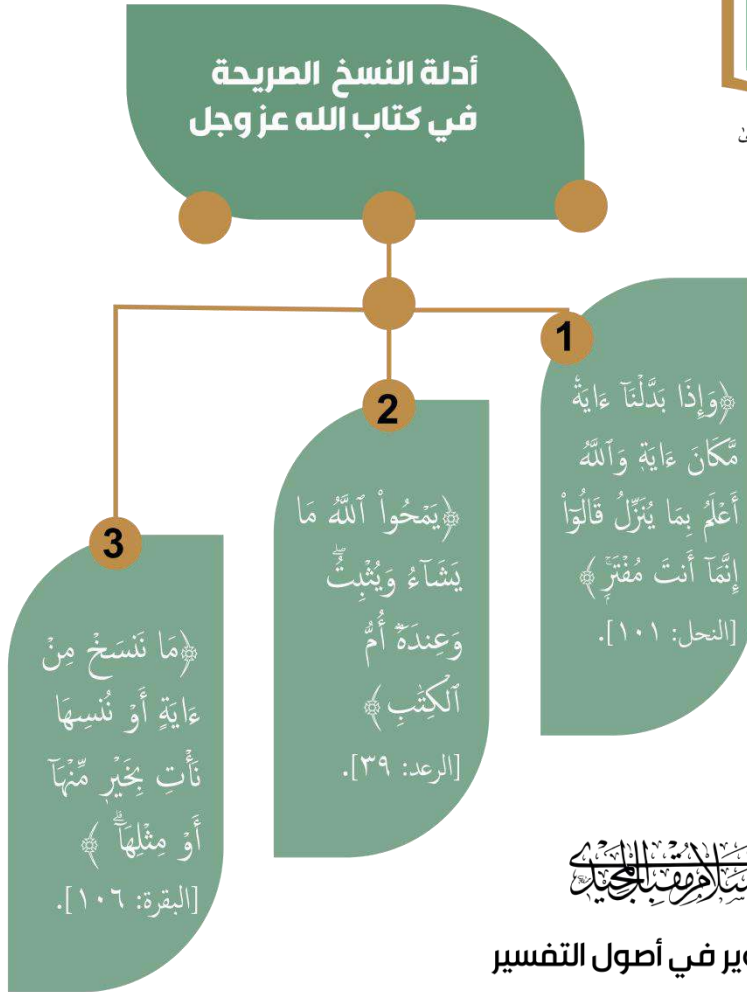 أدلة النسخ الصريحة
في كتاب الله عز وجل
1
﴿وَإِذَا بَدَّلْنَآ ءَايَةٗ
مَّكَانَ ءَايَةٖ وَٱللَّهُ
أَعْلَمُ بِمَا يُنَزِّلُ قَالُوٓاْ
إِنَّمَآ أَنتَ مُفْتَرِۭ﴾
[النحل: ١٠١].
2
﴿يَمْحُواْ ٱللَّهُ مَا
يَشَآءُ وَيُثْبِتُۖ
وَعِندَهُۥٓ أُمُّ
ٱلْكِتَٰبِ﴾
[الرعد: ٣٩].
3
﴿مَا نَنسَخْ مِنْ
ءَايَةٍ أَوْ نُنسِهَا
نَأْتِ بِخَيْرٖ مِّنْهَآ
أَوْ مِثْلِهَآۗ﴾
[البقرة: ١٠٦].
في أصول التفسير